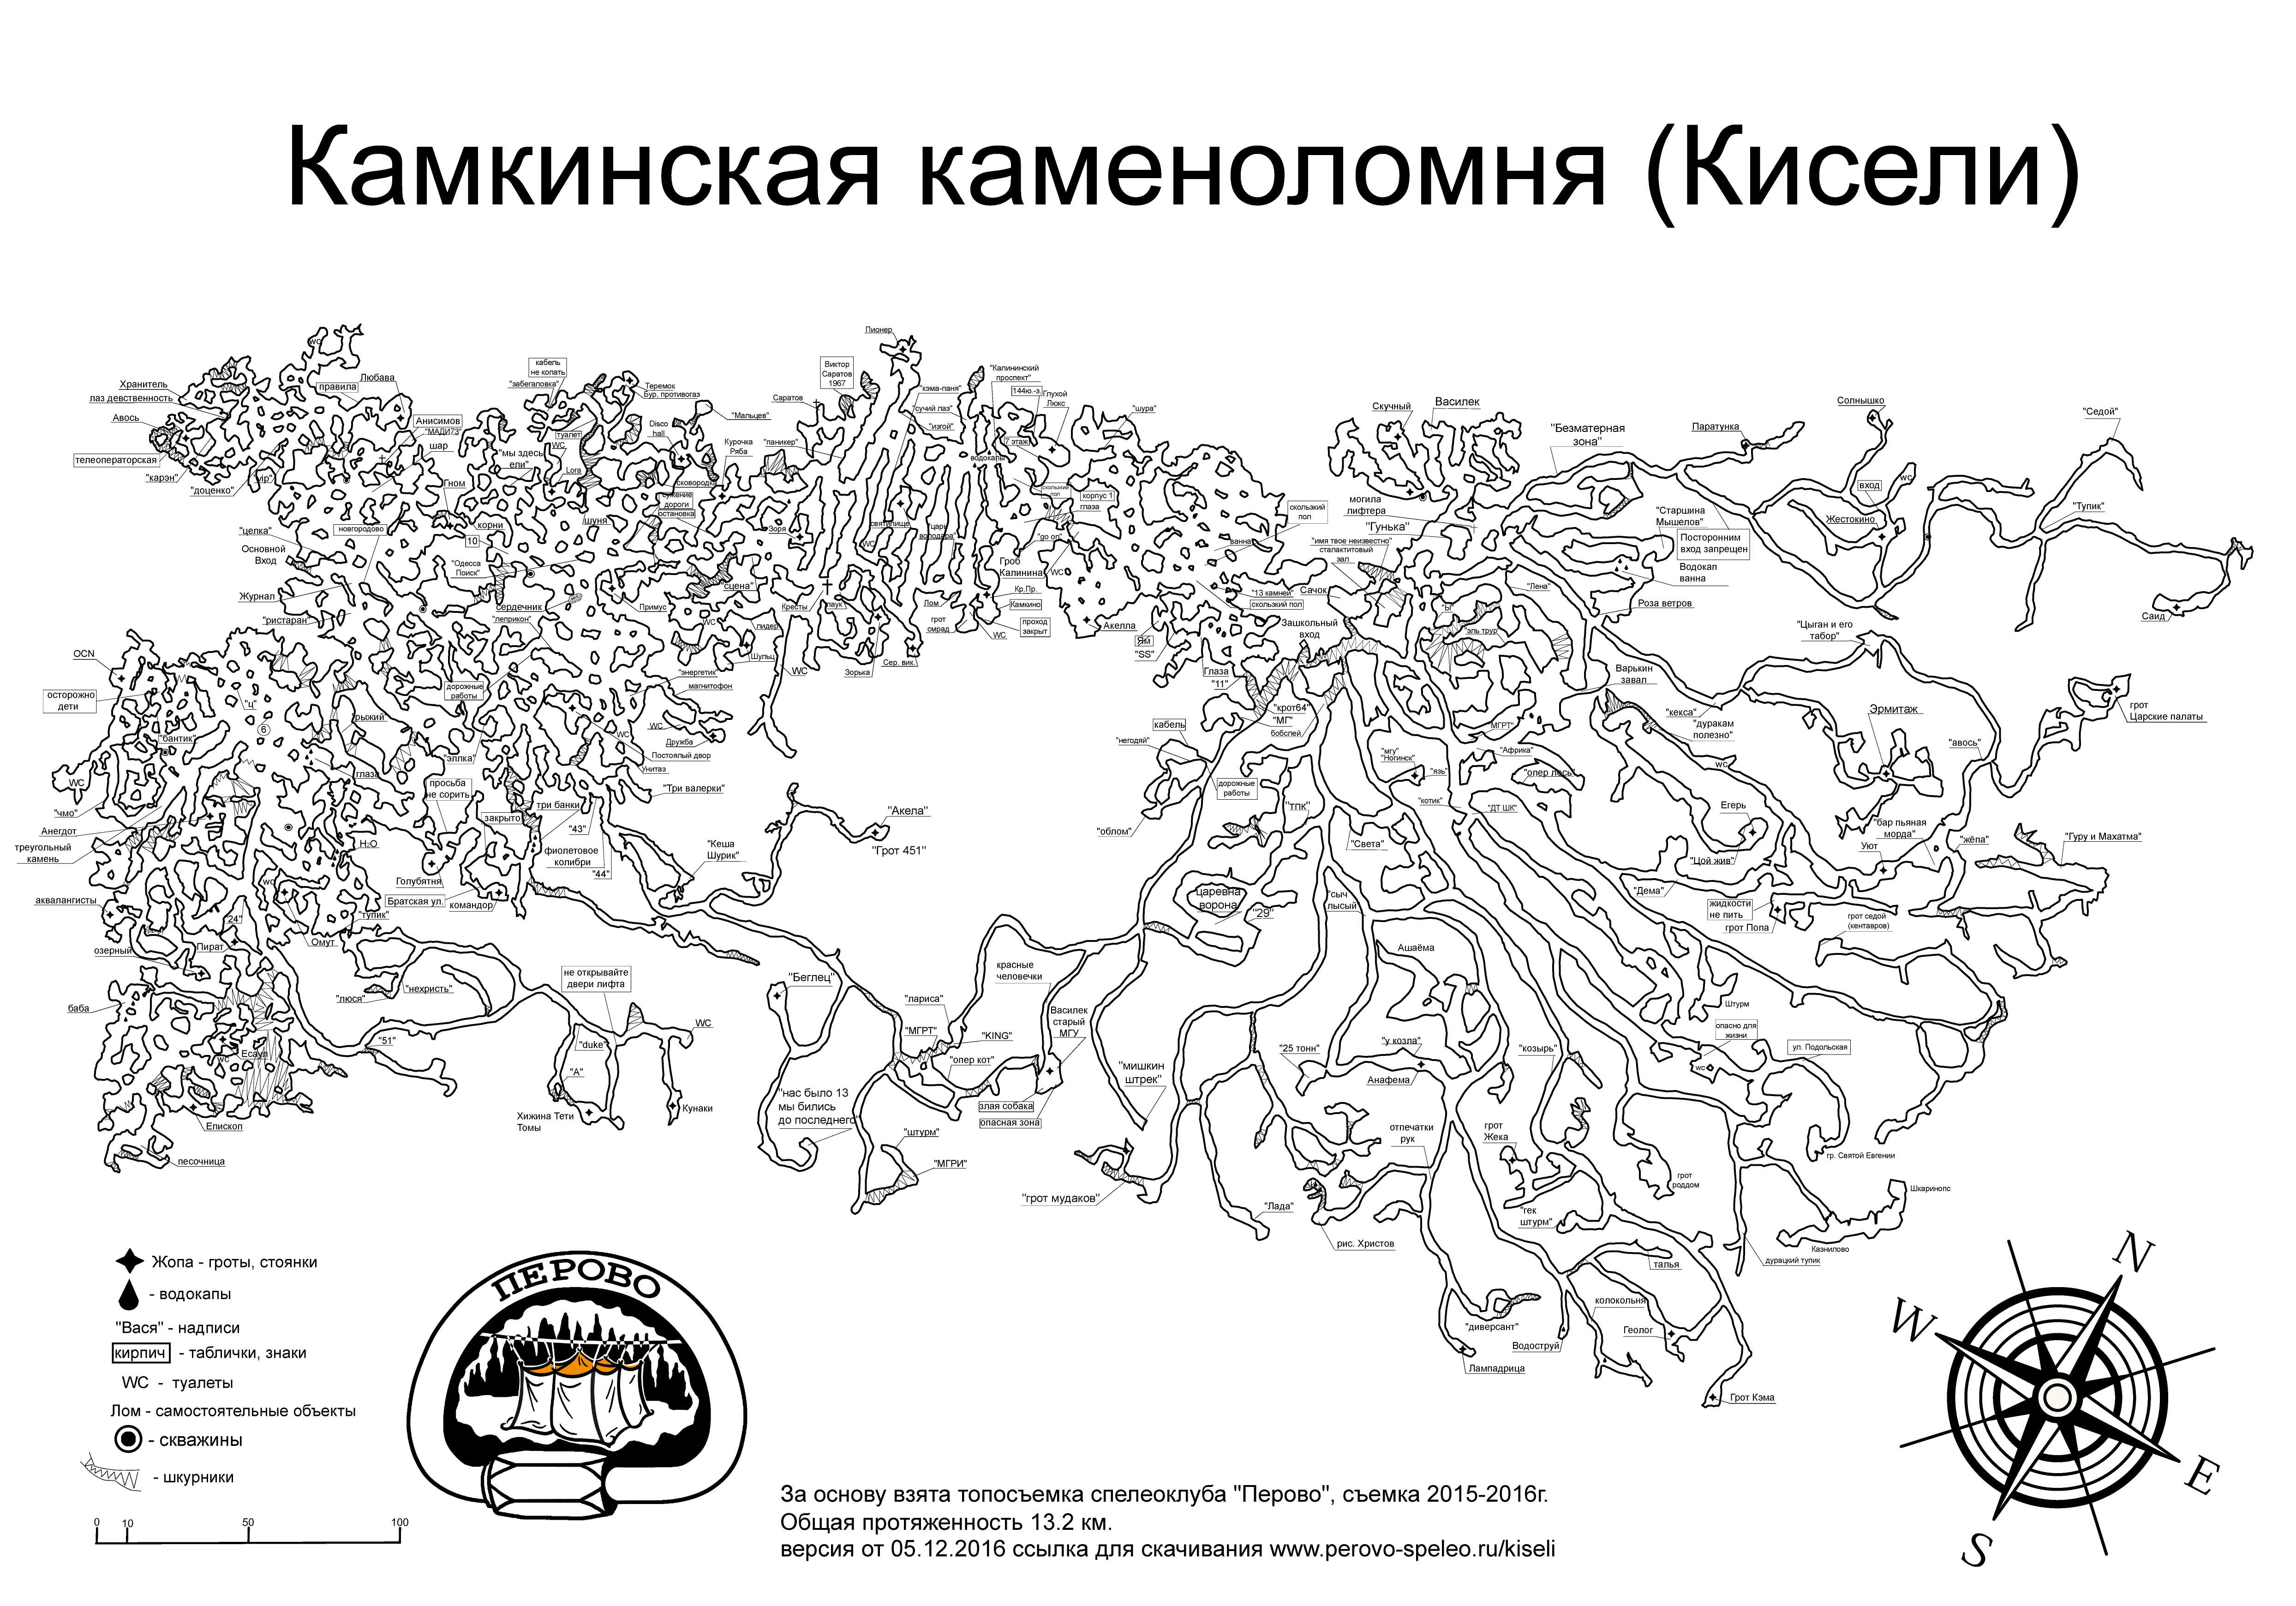 Камкинская каменоломня (Кисели)
Пионер
Хранитель
лаз девственность
Авось
телеоператорская
"карэн"
"доценко"
"ыр"
WC
правила
Любава
Анисимов
"МАДИ73"
шар
Гном
"целка"
Основной
Вход
Журнал
"ристаран"
новгородово
корни
10
"Одесса
Поиск"
сердечник
"леприкон"
кабель
не копать
"забегаловка"
туалет
WC
"мы здесь
ели"
Lora
шуня
Теремок
Бур, противогаз
"Мальцев"
Disco
hall
Курочка
Ряба
сковородка
сужение
дороги
остановка
Примус
сцена"
WC
лидер
Шульц
"энергетик"
магнитофон
WC
Дружба
Постоялый двор
WC
Унитаз
"Три валерки"
Виктор
Саратов
1967
Саратов
"паникер"
Зоря
Кресты
паук
WC
Зорька
Сер. вик.
святилище
WC
"царь
володара"
"кэма-паня"
"сучий лаз"
"изгой"
водокапы
"Калининский
проспект"
144ю.-з.
Глухой
Люкс
7 этаж
"шура"
скользкий
пол
корпус 1
глаза
"go on"
Гроб
Калинина
WC
Кр.Пр.
Камкино
проход
закрыт
Лом
грот
смрад
WC
Акелла
ванна
скользкий
пол
Ям
"SS"
"13 камней"
скользкий пол
Сачок
Зашкольный
вход
Глаза
"11"
"крот64"
"МГ"
бобслей
"имя твое неизвестно"
сталактитовый
зал
"Гунька"
могила
лифтера
Скучный
Василек
"Безматерная
зона"
Паратунка
Солнышко
"Седой"
вход
WC
Жестокино
"Тупик"
Саид
"Старшина
Мышелов"
Посторонним
вход запрещен
Водокап
ванна
Роза ветров
"Лена"
"Ы"
"эль трур"
Варькин
завал
"Цыган и его
табор"
"кекса"
"дуракам
полезно"
WC
Эрмитаж
"авось"
грот
Царские палаты
МГРТ"
"Африка"
"опер лось"
"мгу"
"Ногинск"
"язь"
"котик"
"ДТ ШК"
Егерь
"Цой жив"
"бар пьяная
морда"
Уют
"жёпа"
"Гуру и Махатма"
"Дема"
жидкости
не пить
грот Попа
грот седой
(кентавров)
кабель
"негодяй"
дорожные
работы
"облом"
"ТПК"
"Света"
царевна
ворона
"29"
"сыч
лысый
Ашаёма
Штурм
опасно для
жизни
ул. Подольская
WC
гр. Святой Евгении
OCN
осторожно
дети
"ц"
6
"бантик"
WC
"чмо"
Анегдот
треугольный
камень
рыжий"
глаза
дорожные
работы
"эллка"
просьба
не сорить
закрыто
три банки
"43"
фиолетовое
колибри
"44"
H₂O
Голубятня
Братская ул.
командор
"Кеша
Шурик"
"Акела"
"Грот 451"
аквалангисты
"24"
WC
"тупик"
Омут
озерный
Пират
баба
"люся"
"нехристь"
не открывайте
двери лифта
WC
"51"
"duke"
"А"
Хижина Тети
Томы
Кунаки
WC
Есаул
Епископ
песочница
"Беглец"
"лариса"
"МГРТ"
"KING"
"опер кот"
красные
человечки
Василек
старый
МГУ
злая собака
опасная зона
"нас было 13
мы бились
до последнего
"штурм"
"МГРИ"
"мишкин
штрек"
"грот мудаков"
"Лада"
"25 тонн"
"у козла"
Анафема
"козырь"
отпечатки
рук
грот
Жека
"гек
штурм"
грот
роддом
рис. Христов
Шкаринопс
Казнилово
дурацкий тупик
талья
колокольня
Геолог
"диверсант"
Водоструй
Лампадрица
Грот Кэма
Жопа - гроты, стоянки
- водокапы
"Вася" - надписи
кирпич - таблички, знаки
WC - туалеты
Лом - самостоятельные объекты
- скважины
- шкурники
0 10 50 100
ПЕРОВО
За основу взята топосъемка спелеоклуба "Перово", съемка 2015-2016г.
Общая протяженность 13.2 км.
версия от 05.12.2016 ссылка для скачивания www.perovo-speleo.ru/kiseli
N
W
E
S